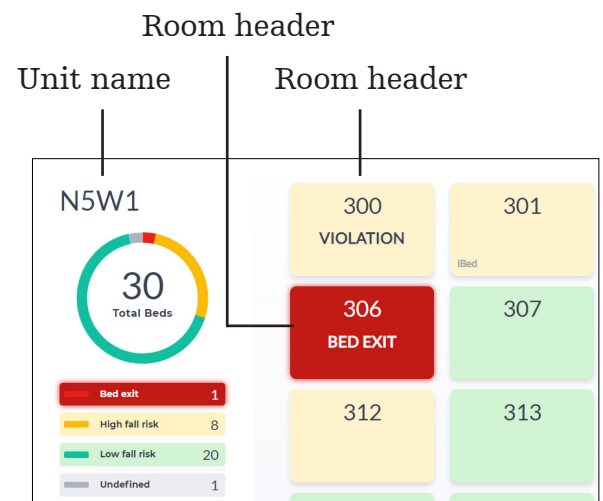 Room header
Unit name
Room header
N5W1
30
Total Beds
Bed exit 1
High fall risk 8
Low fall risk 20
Undefined 1
300
VIOLATION
301
iBed
306
BED EXIT
307
312
313